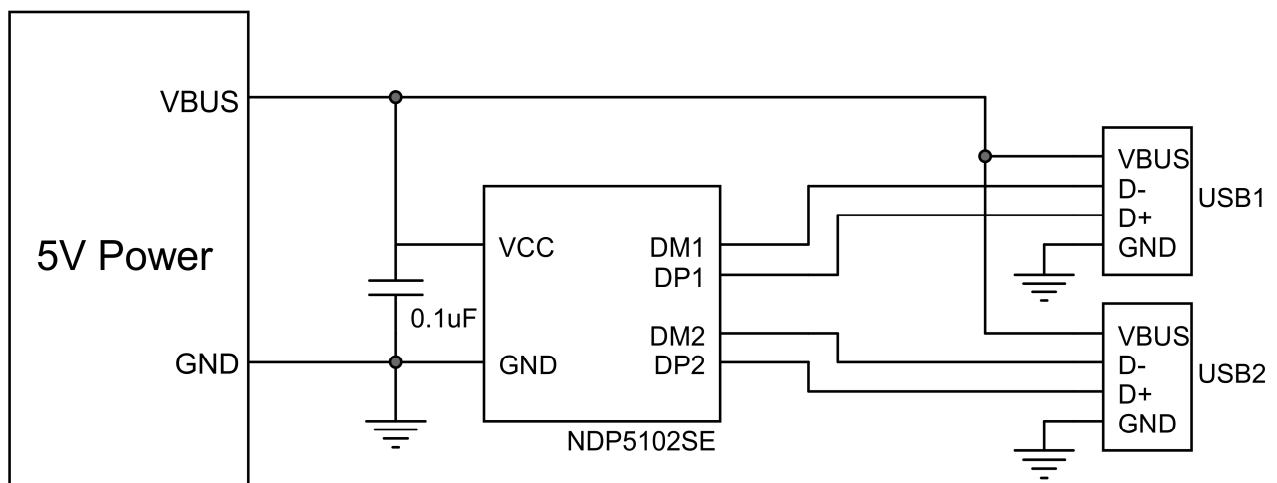 5V Power
VBUS
GND
0.1uF
VCC
GND
DM1
DP1
DM2
DP2
NDP5102SE
VBUS
D-
D+
GND
USB1
VBUS
D-
D+
GND
USB2